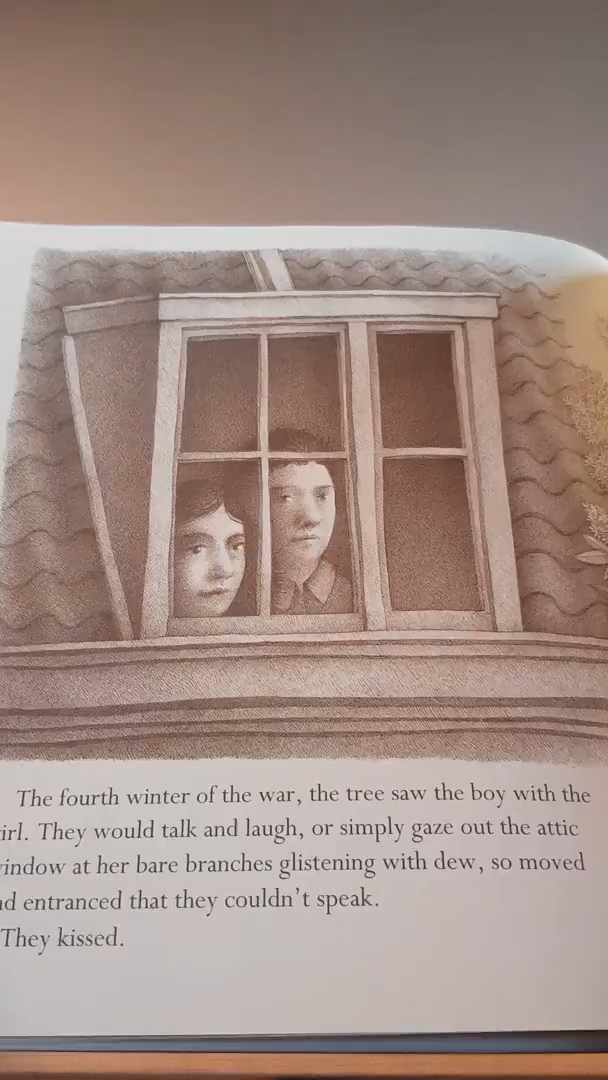 The fourth winter of the war, the tree saw the boy with the
irl. They would talk and laugh, or simply gaze out the attic
indow at her bare branches glistening with dew, so moved
d entranced that they couldn't speak.
They kissed.